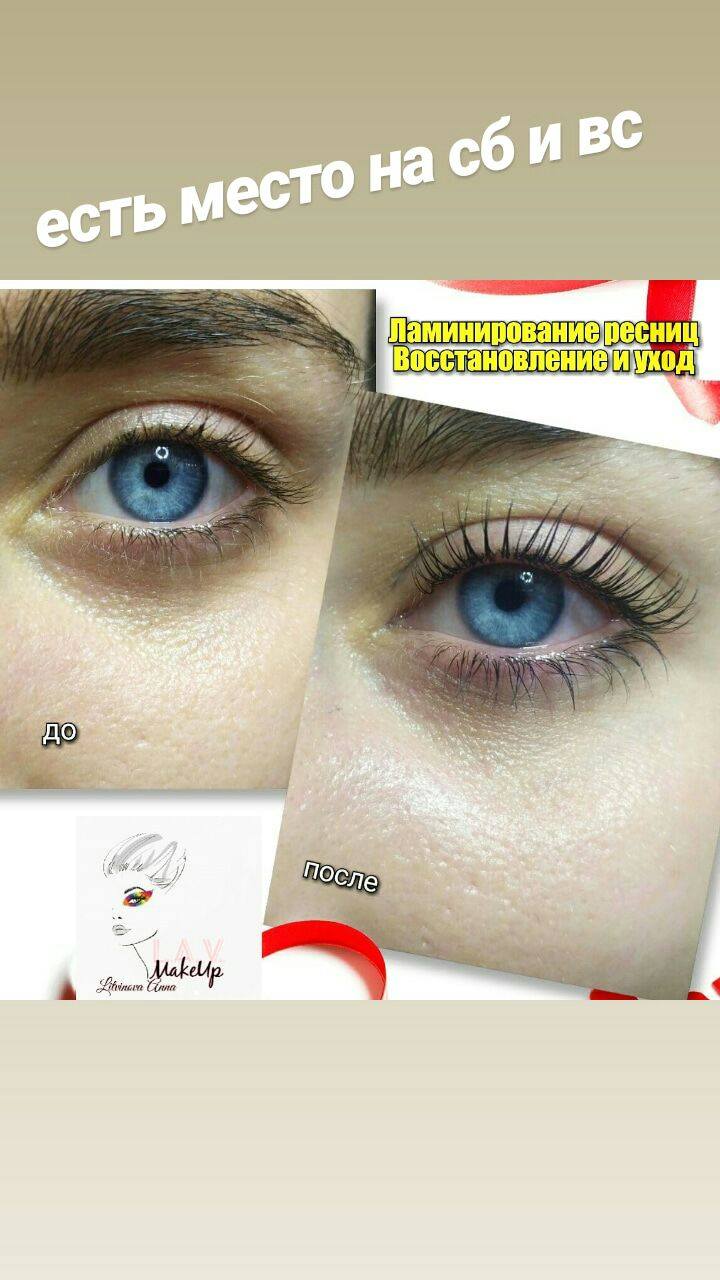 есть место на сб и вс
Ламинирование ресниц
Восстановление и уход
до
после
L.A.V.
MakeUp
Litvinova Anna